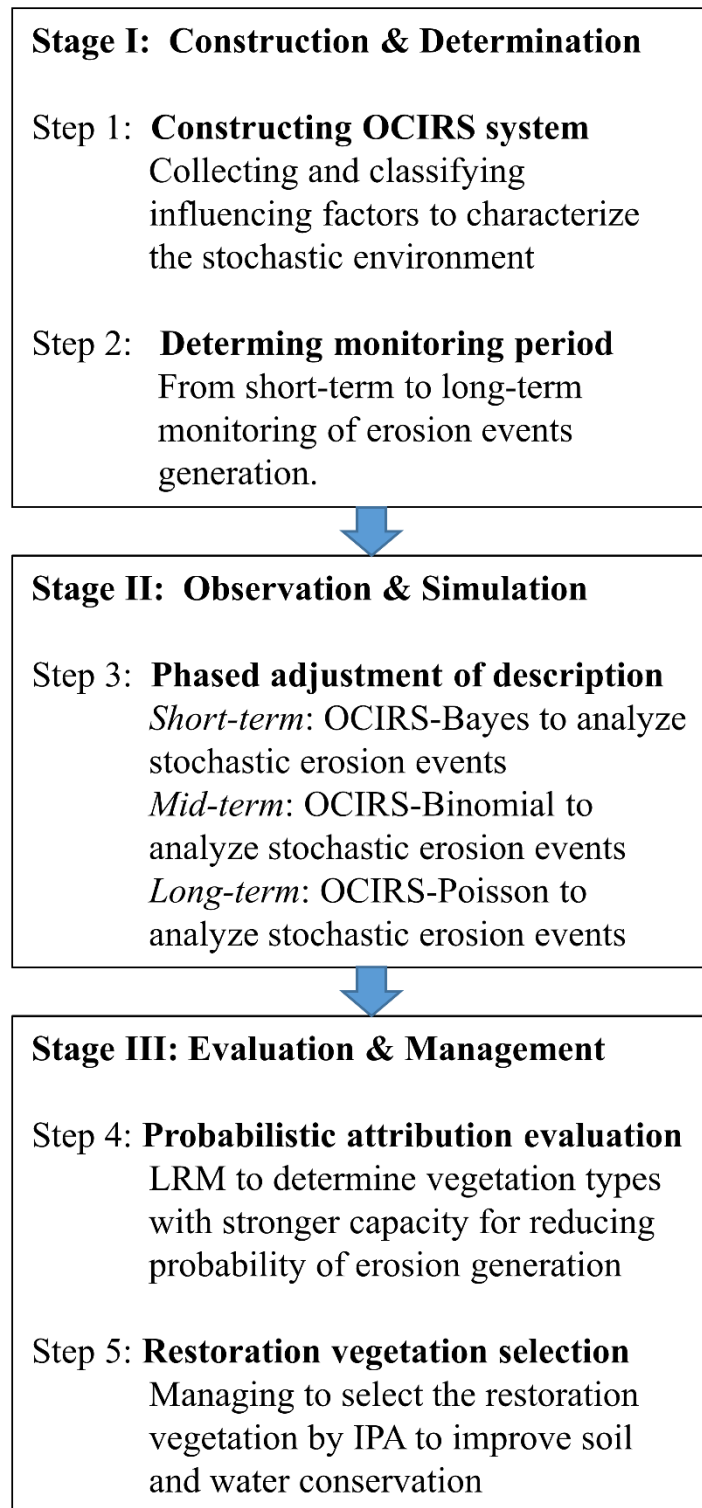 Stage I: Construction & Determination
Step 1: Constructing OCIRS system
Collecting and classifying
influencing factors to characterize
the stochastic environment
Step 2: Determing monitoring period
From short-term to long-term
monitoring of erosion events
generation.
Stage II: Observation & Simulation
Step 3: Phased adjustment of description
Short-term: OCIRS-Bayes to analyze
stochastic erosion events
Mid-term: OCIRS-Binomial to
analyze stochastic erosion events
Long-term: OCIRS-Poisson to
analyze stochastic erosion events
Stage III: Evaluation & Management
Step 4: Probabilistic attribution evaluation
LRM to determine vegetation types
with stronger capacity for reducing
probability of erosion generation
Step 5: Restoration vegetation selection
Managing to select the restoration
vegetation by IPA to improve soil
and water conservation